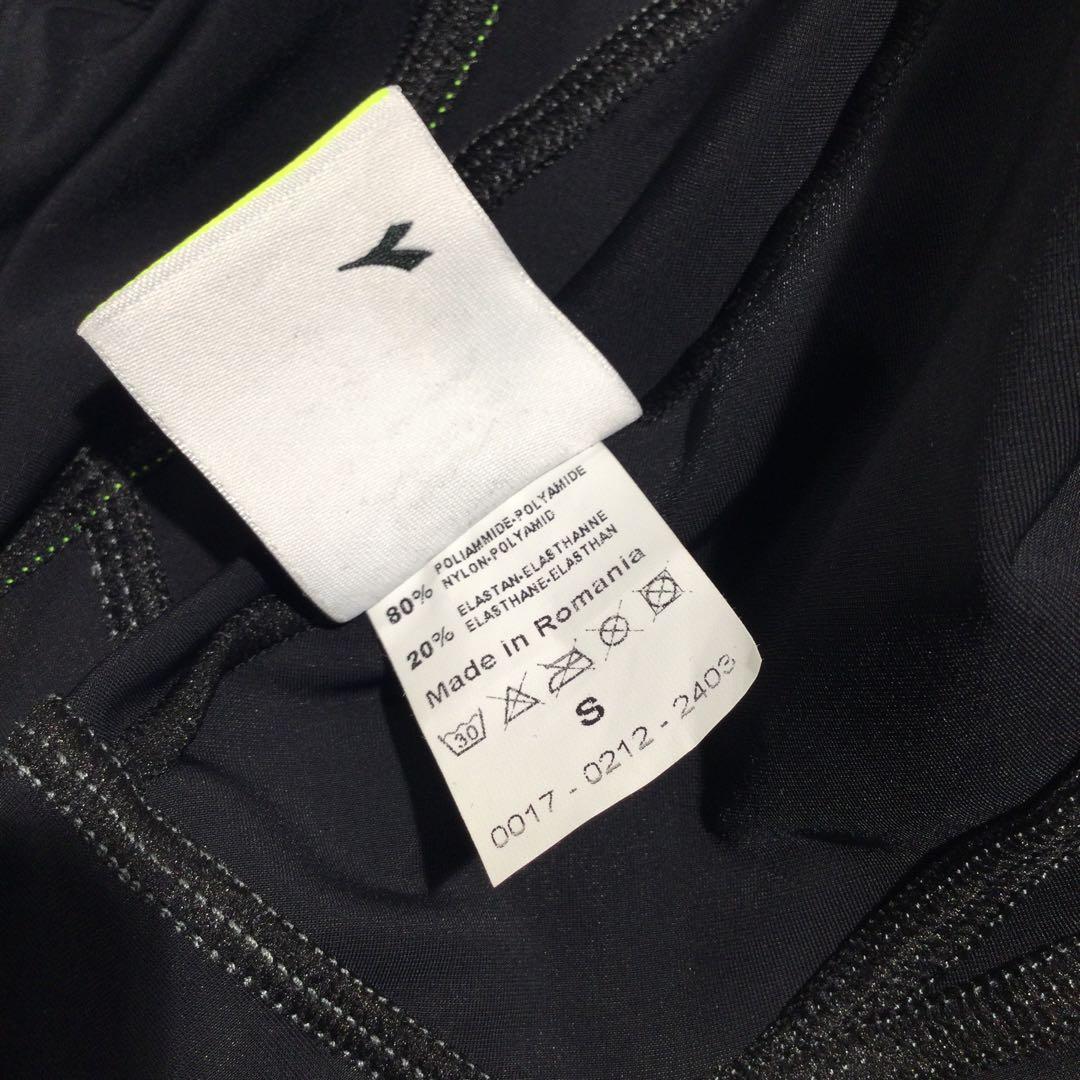 80% POLIAMMIDE-POLYAMIDE
NYLON-POLYAMID
20% ELASTAN-ELASTHANNE
ELASTHANE-ELASTHAN
Made in Romania
30
S
0017 - 0212 - 2403